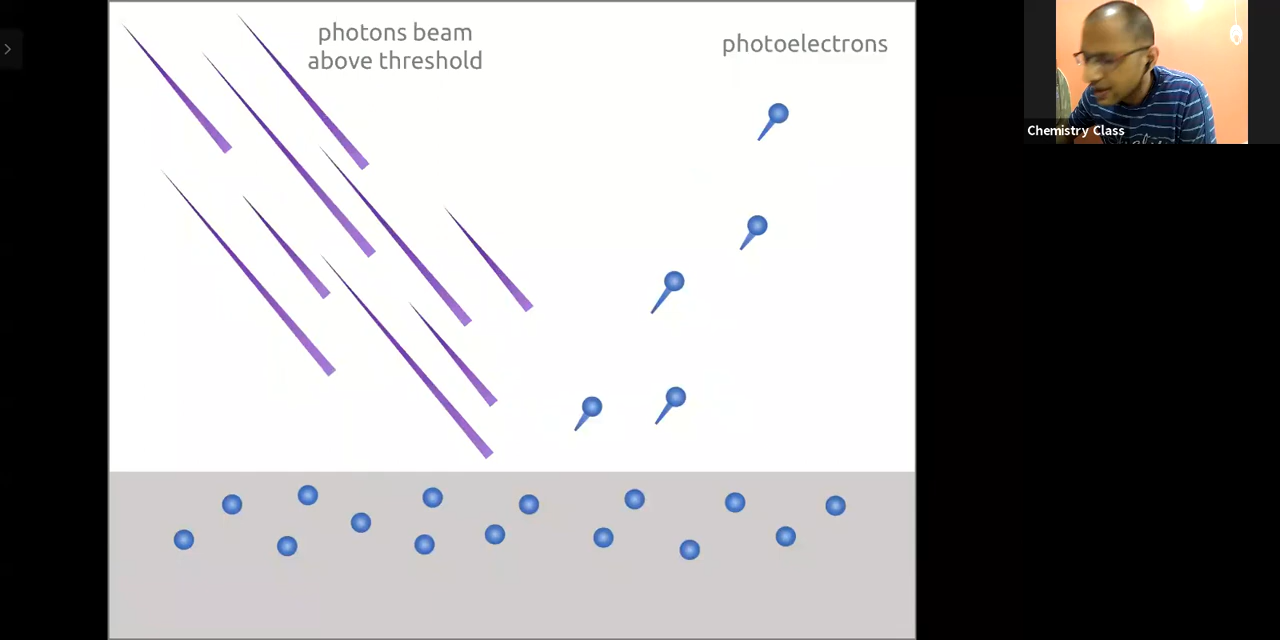 photons beam
above threshold
photoelectrons
Chemistry Class